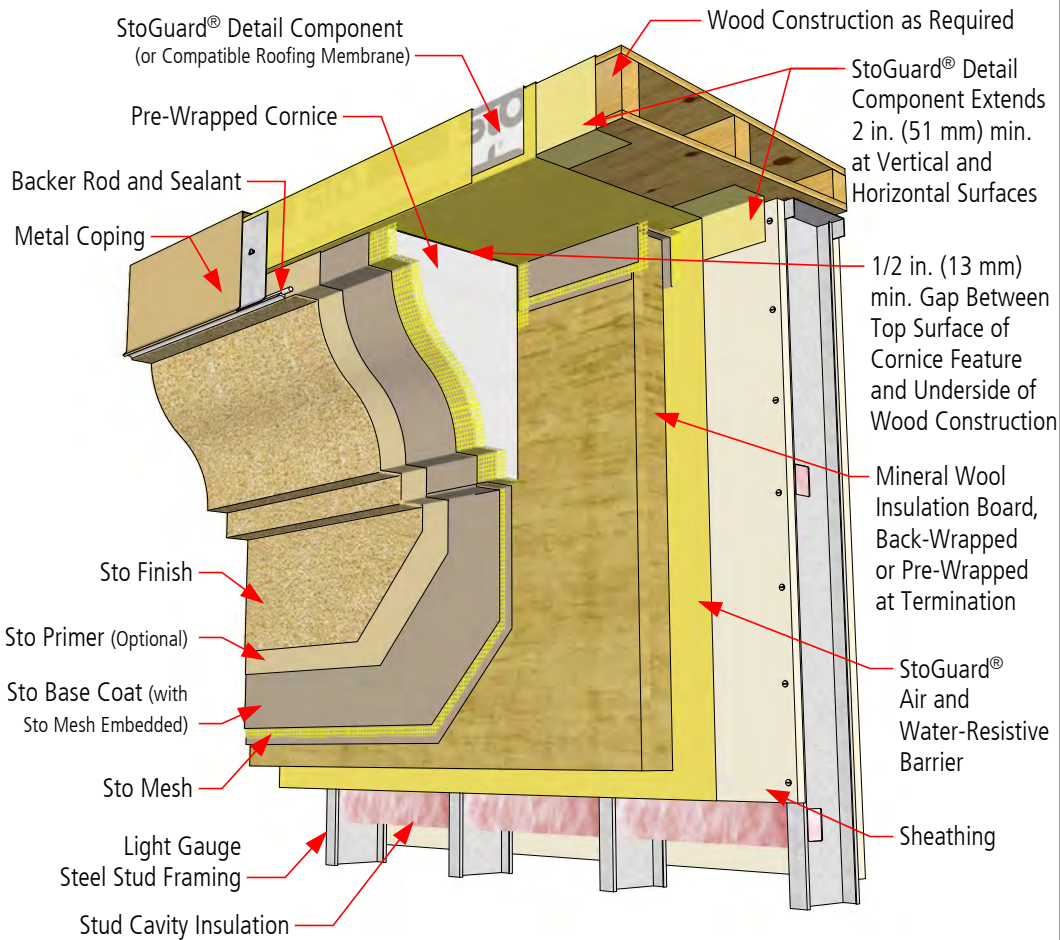 StoGuard® Detail Component
(or Compatible Roofing Membrane)
Pre-Wrapped Cornice
Backer Rod and Sealant
Metal Coping
Sto Finish
Sto Primer (Optional)
Sto Base Coat (with
Sto Mesh Embedded)
Sto Mesh
Light Gauge
Steel Stud Framing
Stud Cavity Insulation
Wood Construction as Required
StoGuard® Detail
Component Extends
2 in. (51 mm) min.
at Vertical and
Horizontal Surfaces
1/2 in. (13 mm)
min. Gap Between
Top Surface of
Cornice Feature
and Underside of
Wood Construction
Mineral Wool
Insulation Board,
Back-Wrapped
or Pre-Wrapped
at Termination
StoGuard®
Air and
Water-Resistive
Barrier
Sheathing
sto